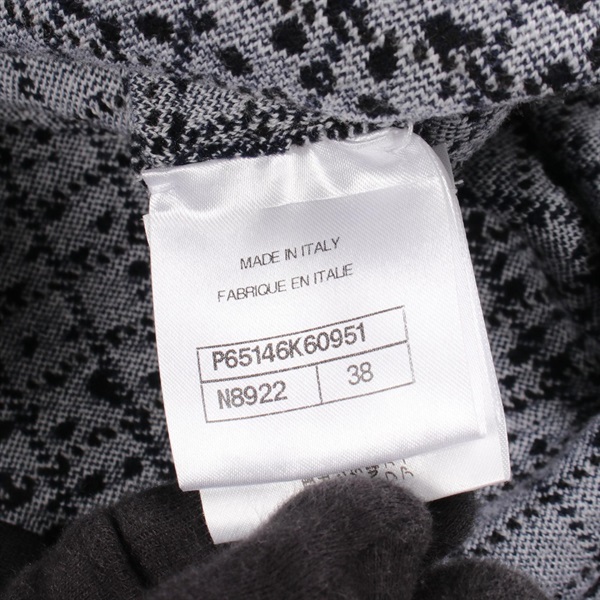 MADE IN ITALY
FABRIQUE EN ITALIE
P65146K60951
N8922 38